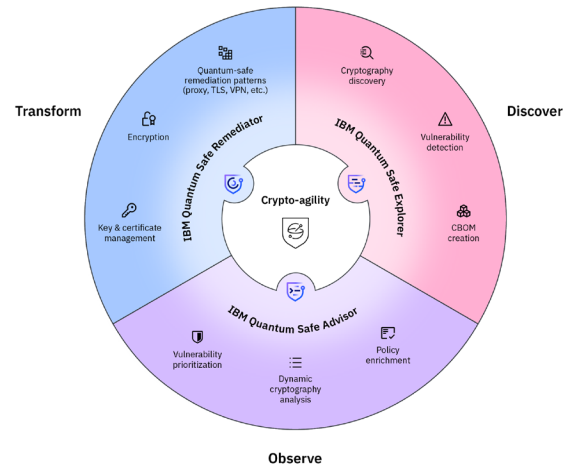 Quantum-safe
remediation patterns
(proxy, TLS, VPN, etc.)
Cryptography
discovery
Transform
Discover
Encryption
IBM Quantum Safe Remediator
IBM Quantum Safe Explorer
Vulnerability
detection
Crypto-agility
Key & certificate
management
CBOM
creation
IBM Quantum Safe Advisor
Vulnerability
prioritization
Policy
enrichment
Dynamic
cryptography
analysis
Observe